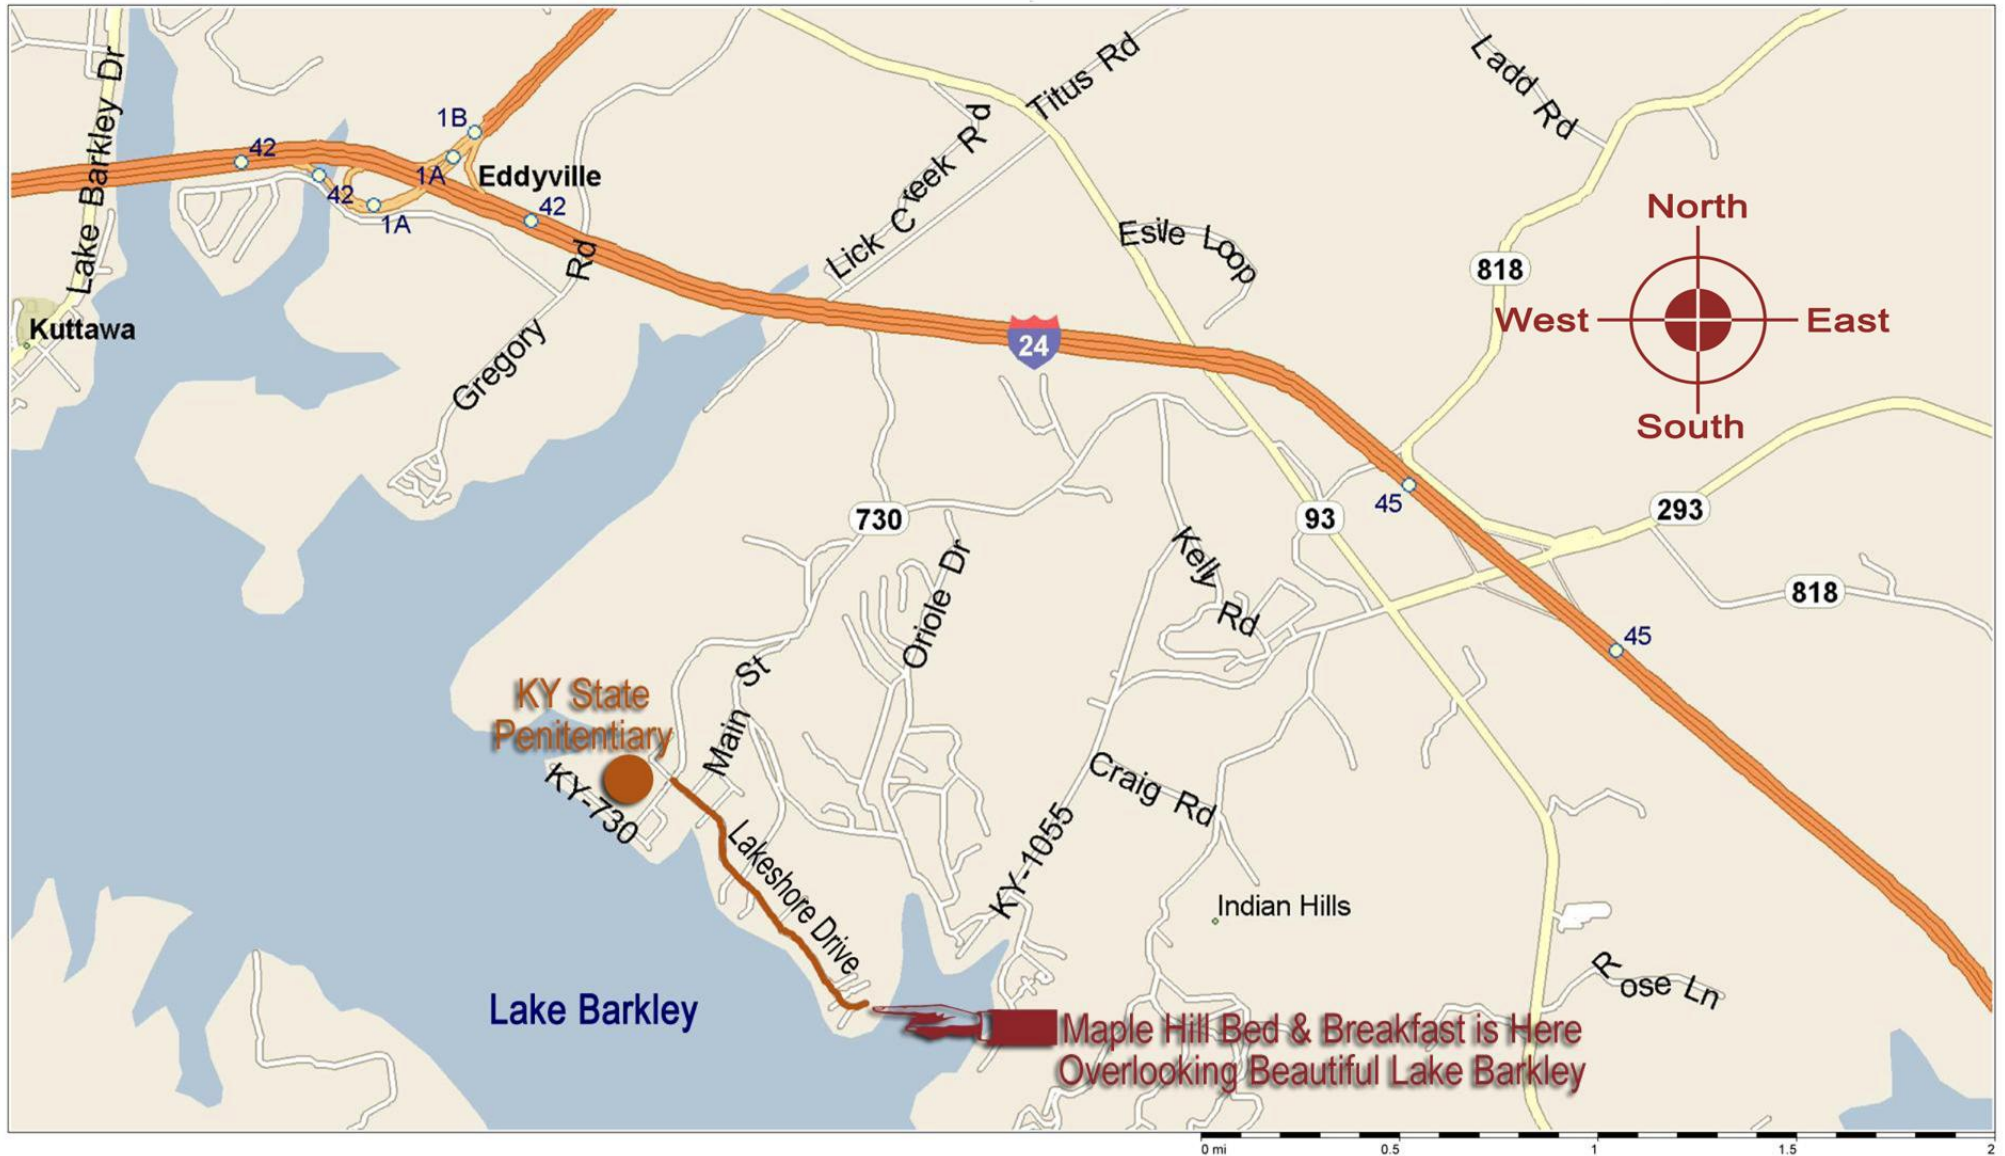 Lake Barkley Dr
42
1B
1A
42
1A
Eddyville
42
Gregory Rd
Kuttawa
Titus Rd
Lick Creek Rd
Esile Loop
Ladd Rd
North
West
East
South
818
24
45
93
293
818
45
730
Oriole Dr
Kelly Rd
KY State
Penitentiary
KY-730
Main St
Lakeshore Drive
Craig Rd
KY-1055
Indian Hills
Rose Ln
Lake Barkley
Maple Hill Bed & Breakfast is Here
Overlooking Beautiful Lake Barkley
0 mi 0.5 1 1.5 2